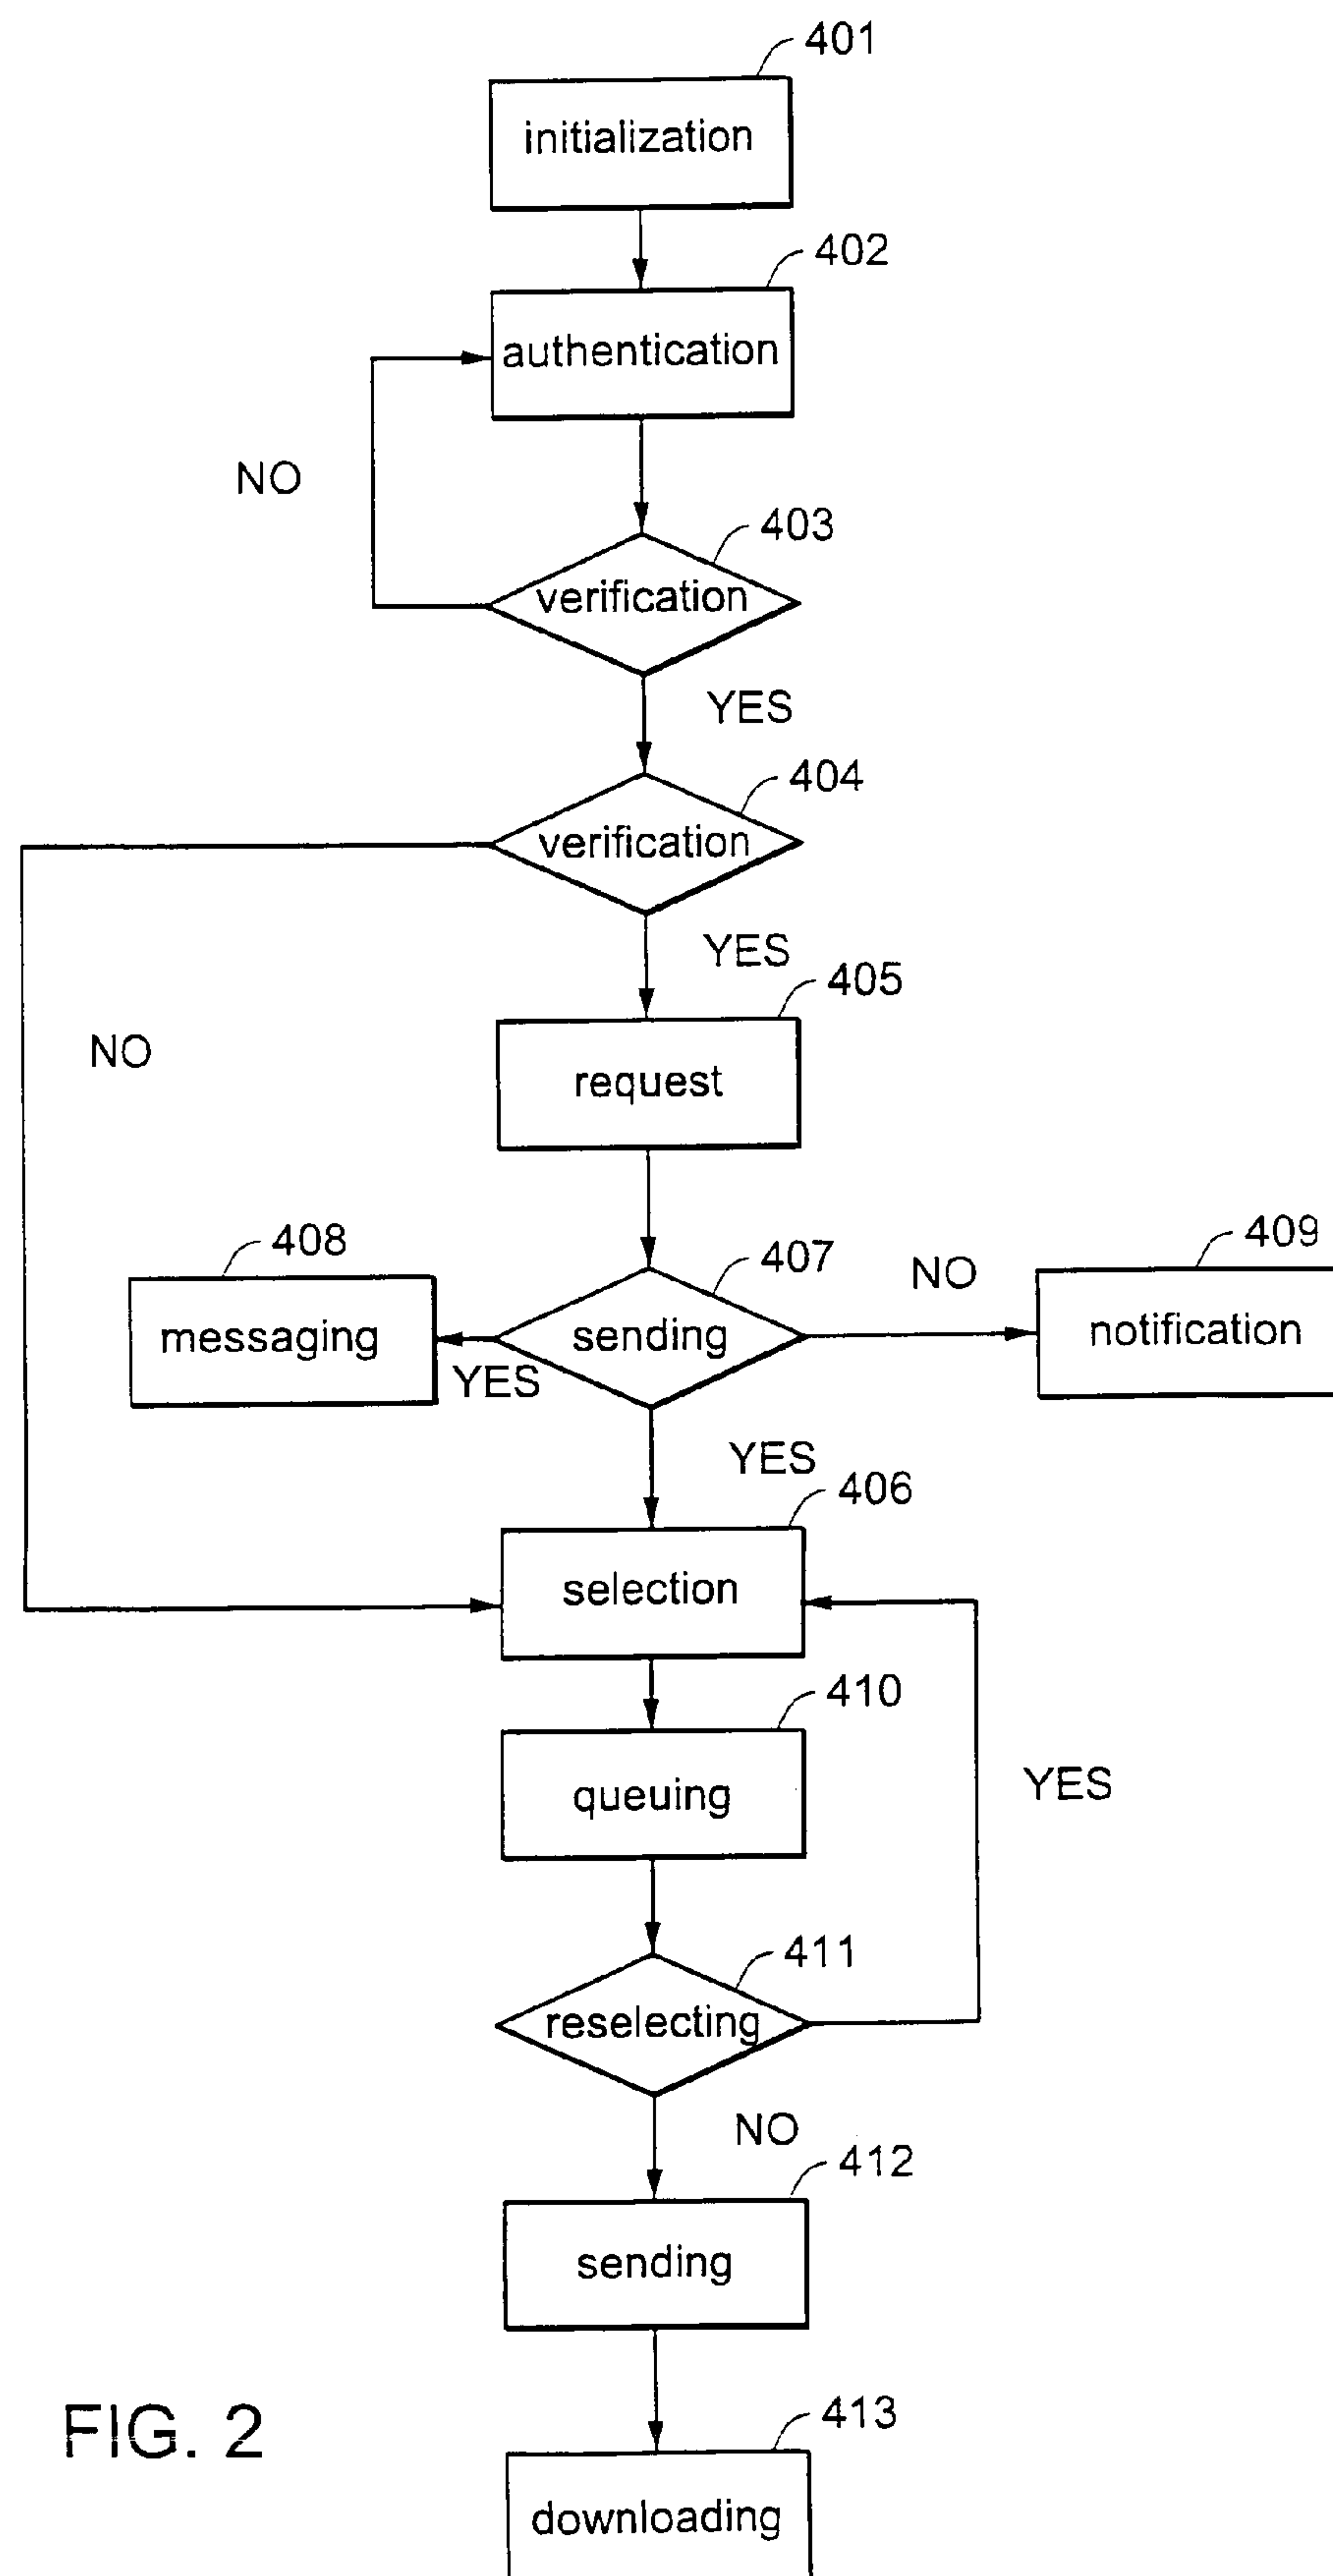 401
initialization
402
authentication
NO
403
verification
YES
404
verification
YES
405
NO
request
408
407
409
NO
messaging
sending
notification
YES
YES
406
selection
410
queuing
YES
411
reselecting
NO
412
sending
413
FIG. 2
downloading